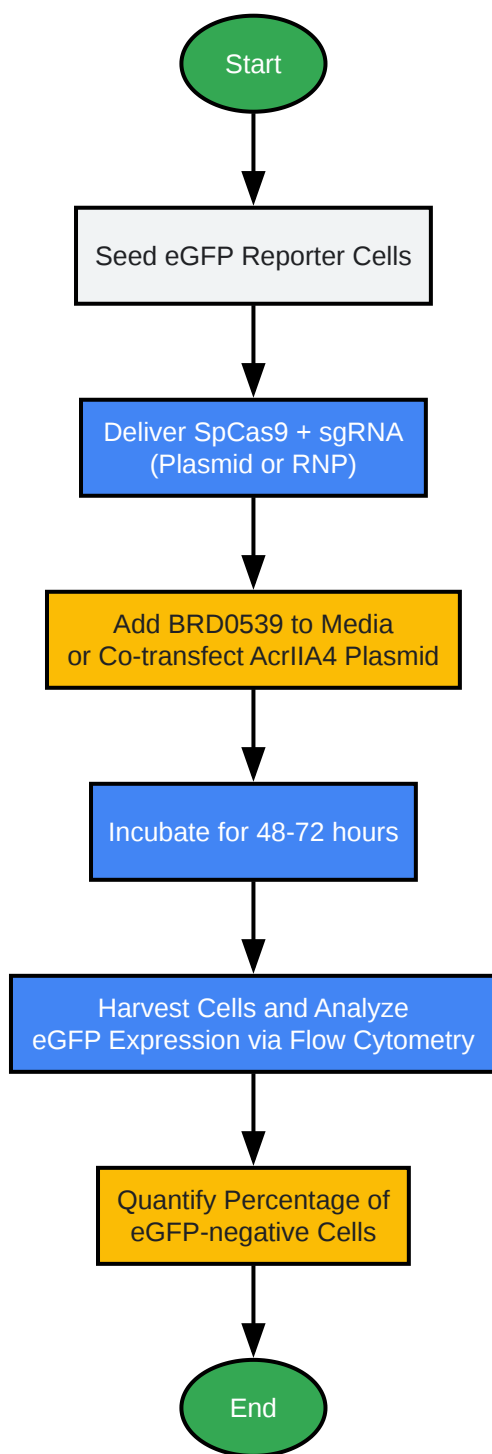 Start
Seed eGFP Reporter Cells
Deliver SpCas9 + sgRNA
(Plasmid or RNP)
Add BRD0539 to Media
or Co-transfect AcrIIA4 Plasmid
Incubate for 48-72 hours
Harvest Cells and Analyze
eGFP Expression via Flow Cytometry
Quantify Percentage of
eGFP-negative Cells
End